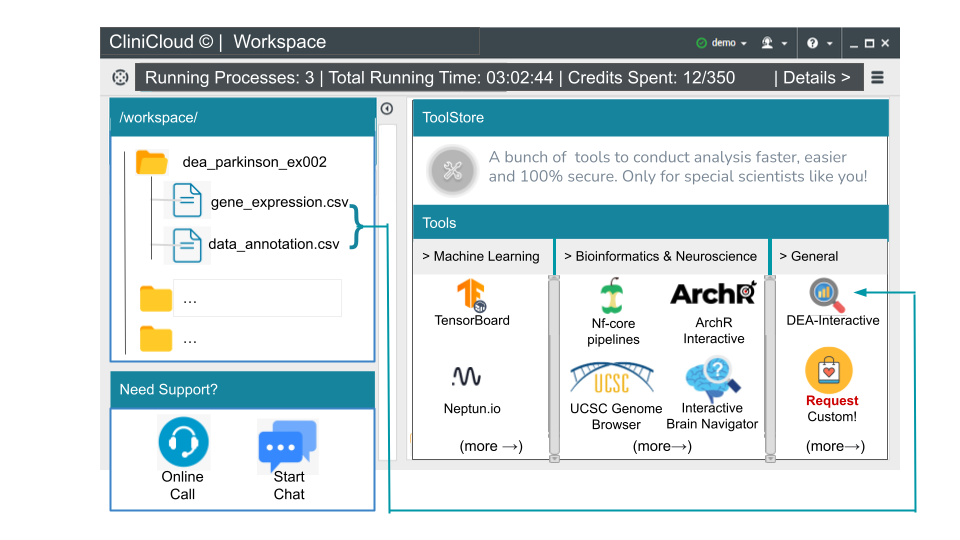 CliniCloud © | Workspace
demo
Running Processes: 3 | Total Running Time: 03:02:44 | Credits Spent: 12/350 | Details >
/workspace/
dea_parkinson_ex002
gene_expression.csv
data_annotation.csv
...
...
Need Support?
Online
Call
Start
Chat
ToolStore
A bunch of tools to conduct analysis faster, easier
and 100% secure. Only for special scientists like you!
Tools
> Machine Learning
TensorBoard
Neptun.io
(more →)
> Bioinformatics & Neuroscience
Nf-core
pipelines
ArchR
ArchR
Interactive
UCSC
UCSC Genome
Browser
Interactive
Brain Navigator
(more→)
> General
DEA-Interactive
Request
Custom!
(more→)